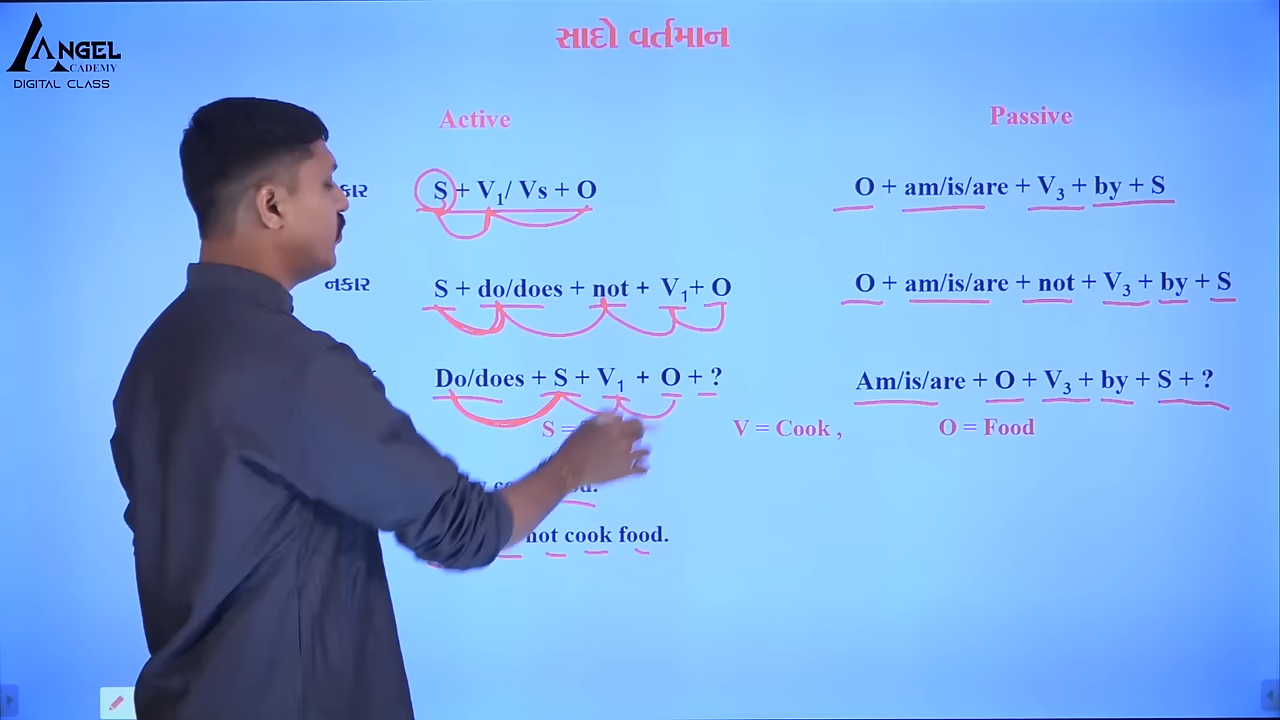 ANGEL
ACADEMY
DIGITAL CLASS
સાદો વર્તમાન
Active Passive
S + V₁/ Vs + O O + am/is/are + V₃ + by + S
નકાર S + do/does + not + V₁+ O O + am/is/are + not + V₃ + by + S
Do/does + S + V₁ + O + ? Am/is/are + O + V₃ + by + S + ?
S = V = Cook , O = Food
not cook food.